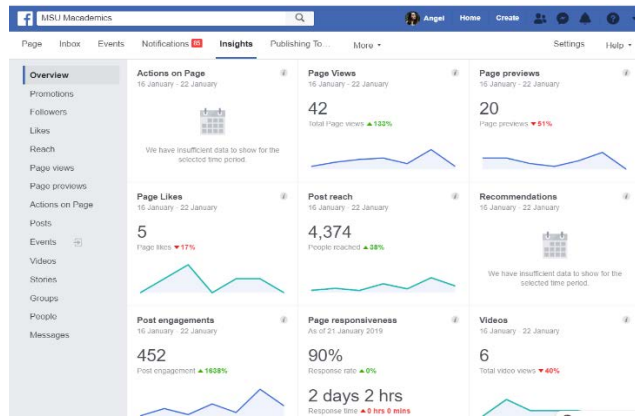 f MSU Macademics Angel Home Create
Page Inbox Events Notifications 85 Insights Publishing To ... More Settings Help
Overview
Promotions
Followers
Likes
Reach
Page views
Page previews
Actions on Page
Posts
Events
Videos
Stories
Groups
People
Messages
Actions on Page
16 January - 22 January
We have insufficient data to show for the
selected time period.
Page Views
16 January - 22 January
42
Total Page views ▲133%
Page previews
16 January - 22 January
20
Page previews ▼51%
Page Likes
16 January - 22 January
5
Page likes ▼17%
Post reach
16 January - 22 January
4,374
People reached ▲38%
Recommendations
16 January - 22 January
We have insufficient data to show for the
selected time period.
Post engagements
16 January - 22 January
452
Post engagement ▲1638%
Page responsiveness
As of 21 January 2019
90%
Response rate ▲0%
2 days 2 hrs
Response time ▲0 hrs 0 mins
Videos
16 January - 22 January
6
Total video views ▼40%